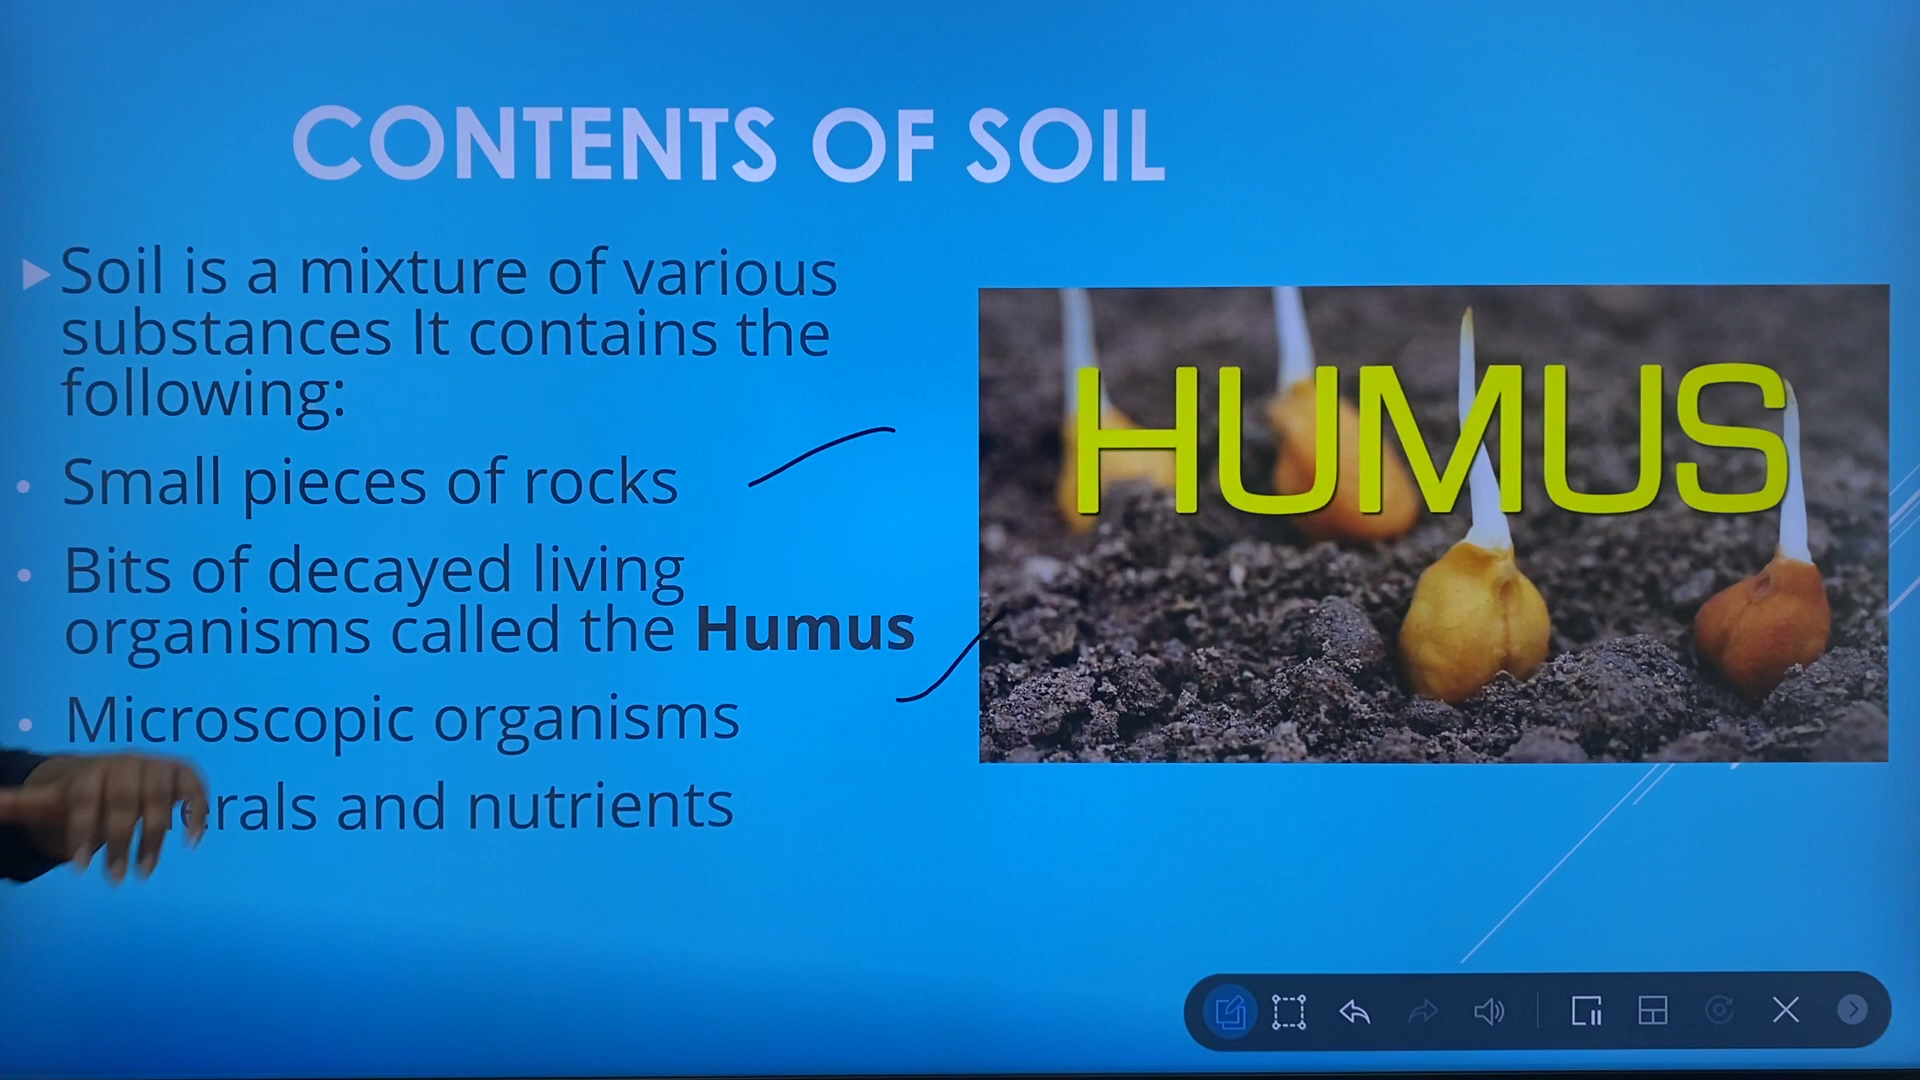 CONTENTS OF SOIL
Soil is a mixture of various
substances It contains the
following:
• Small pieces of rocks
• Bits of decayed living
organisms called the Humus
• Microscopic organisms
and nutrients
HUMUS